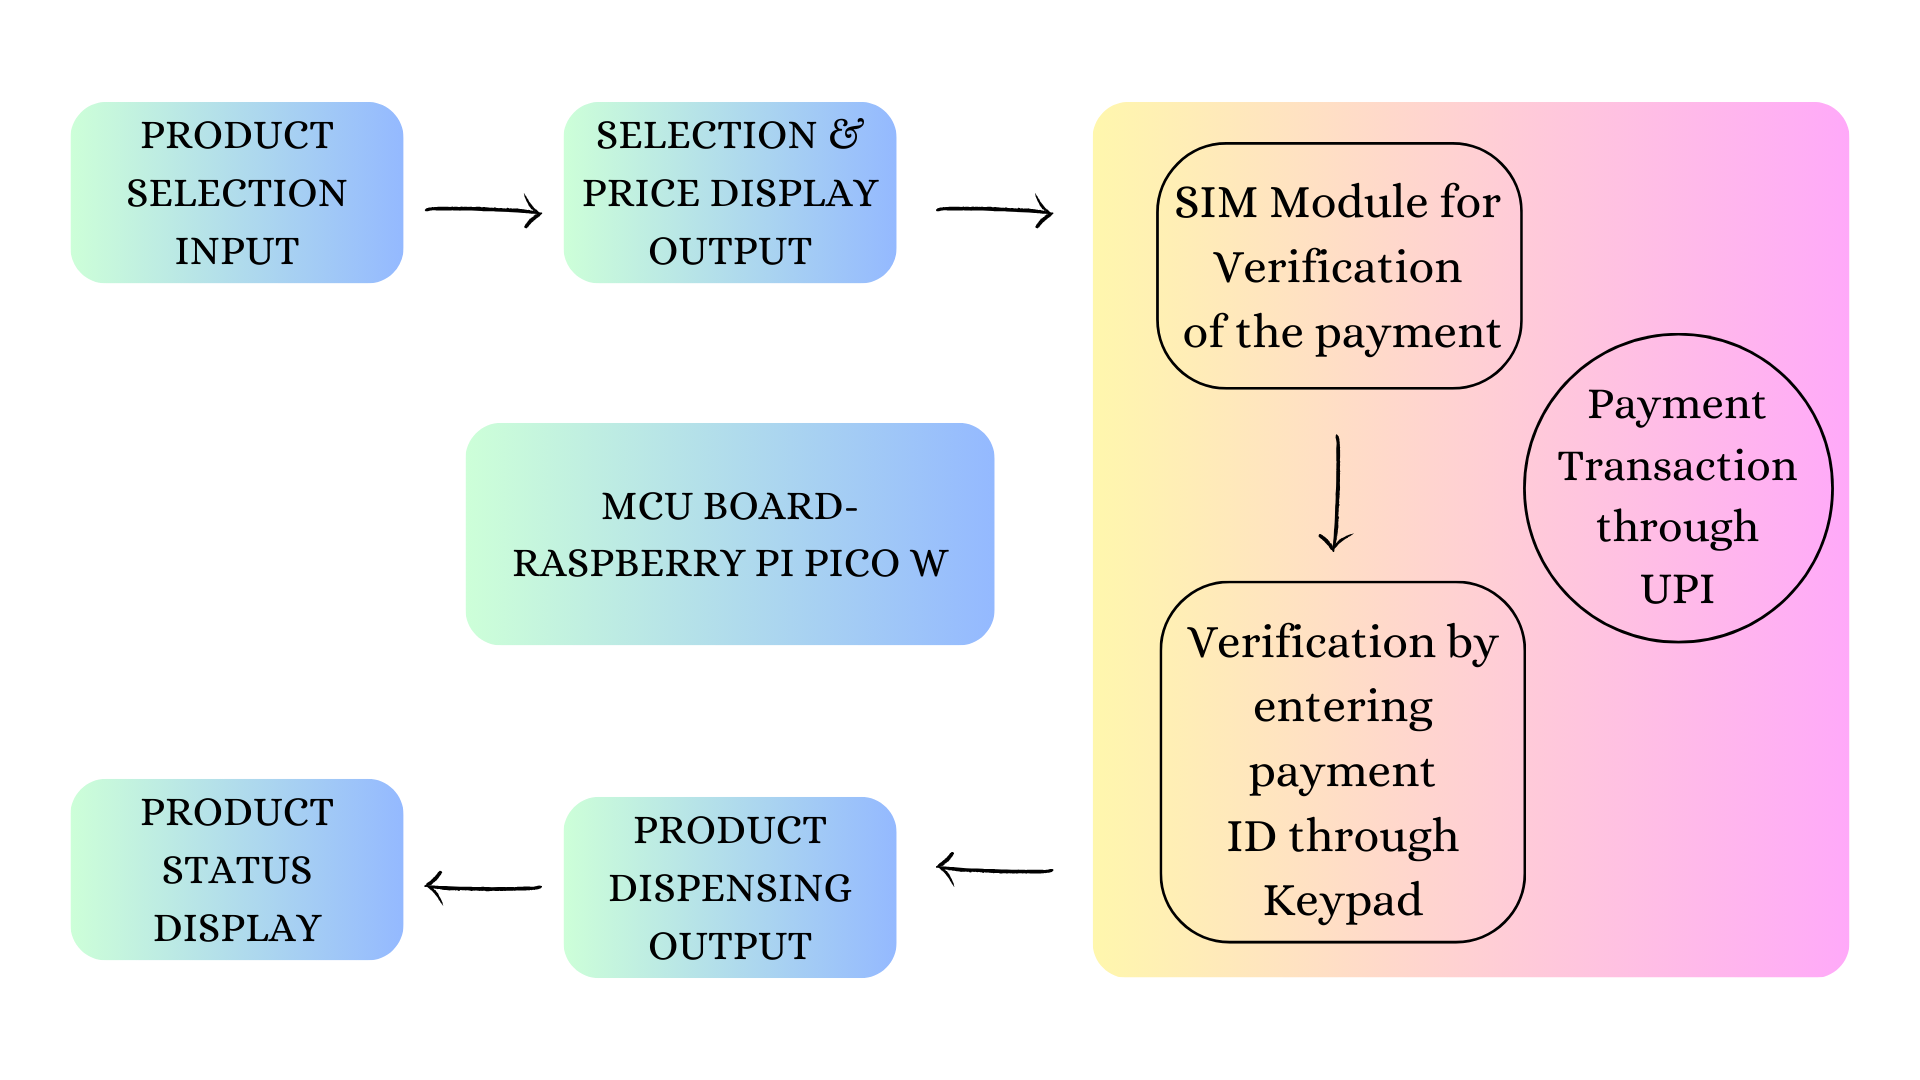 PRODUCT
SELECTION
INPUT
SELECTION &
PRICE DISPLAY
OUTPUT
SIM Module for
Verification
of the payment
Payment
Transaction
through
UPI
MCU BOARD-
RASPBERRY PI PICO W
Verification by
entering
payment
ID through
Keypad
PRODUCT
DISPENSING
OUTPUT
PRODUCT
STATUS
DISPLAY